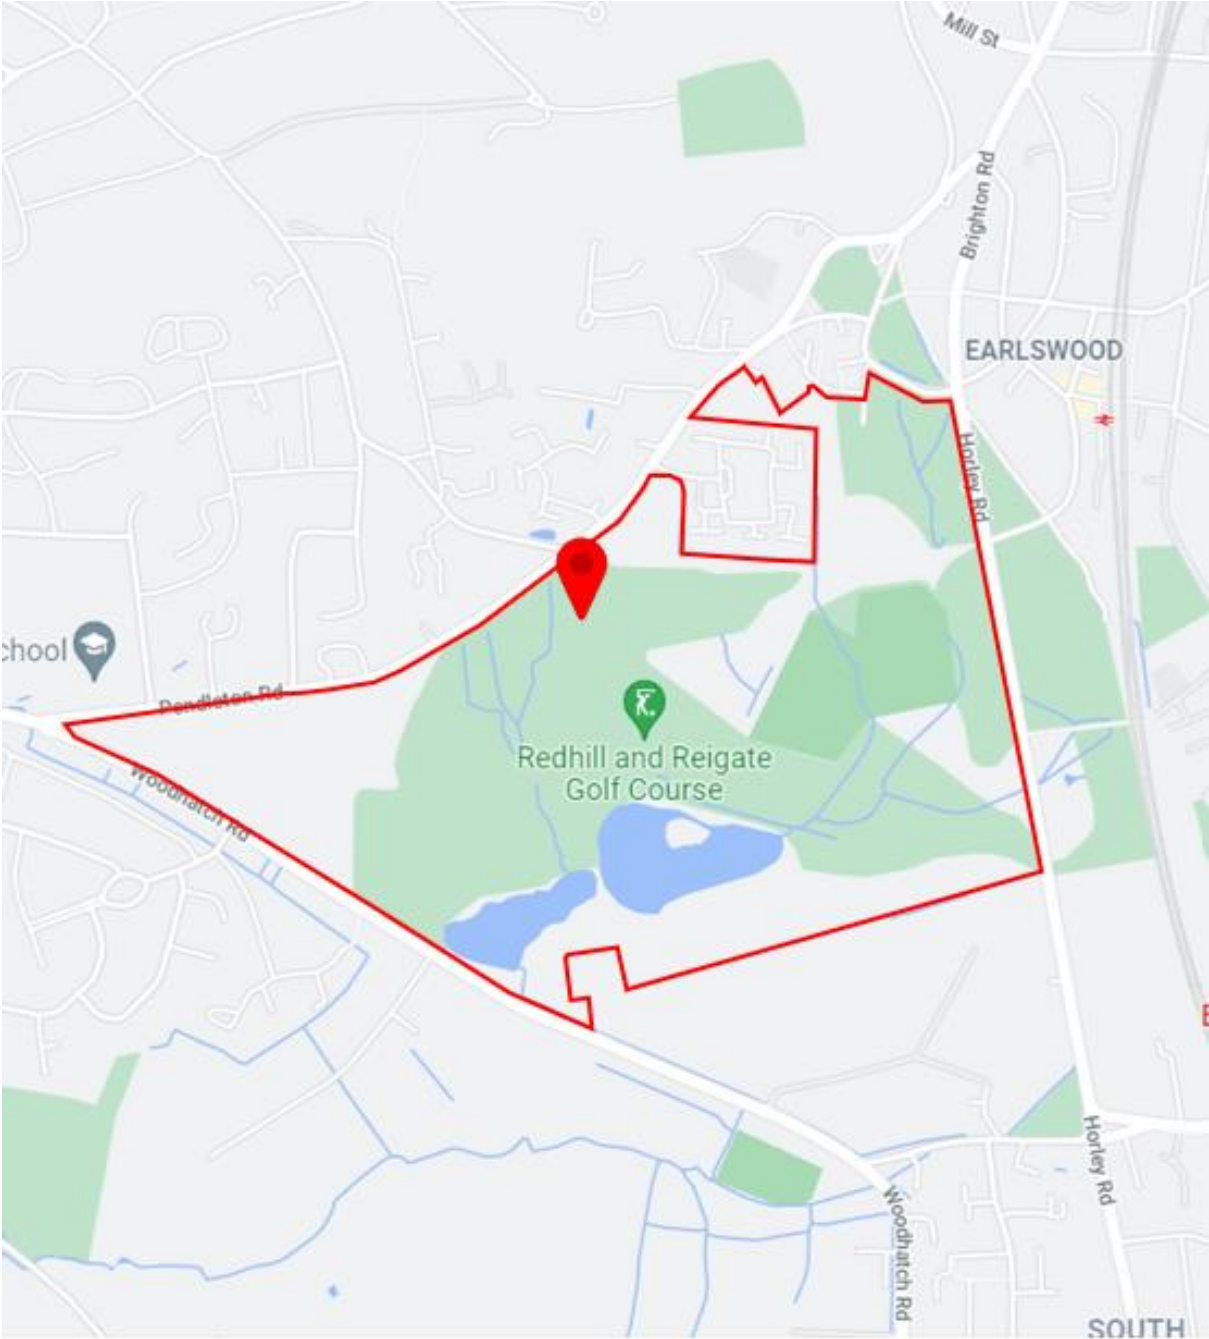 Mill St
Brighton Rd
EARLSWOOD
Horley Rd
chool
Pendleton Rd
Redhill and Reigate
Golf Course
Woodhatch Rd
E
Horley Rd
Woodhatch Rd
SOUTH